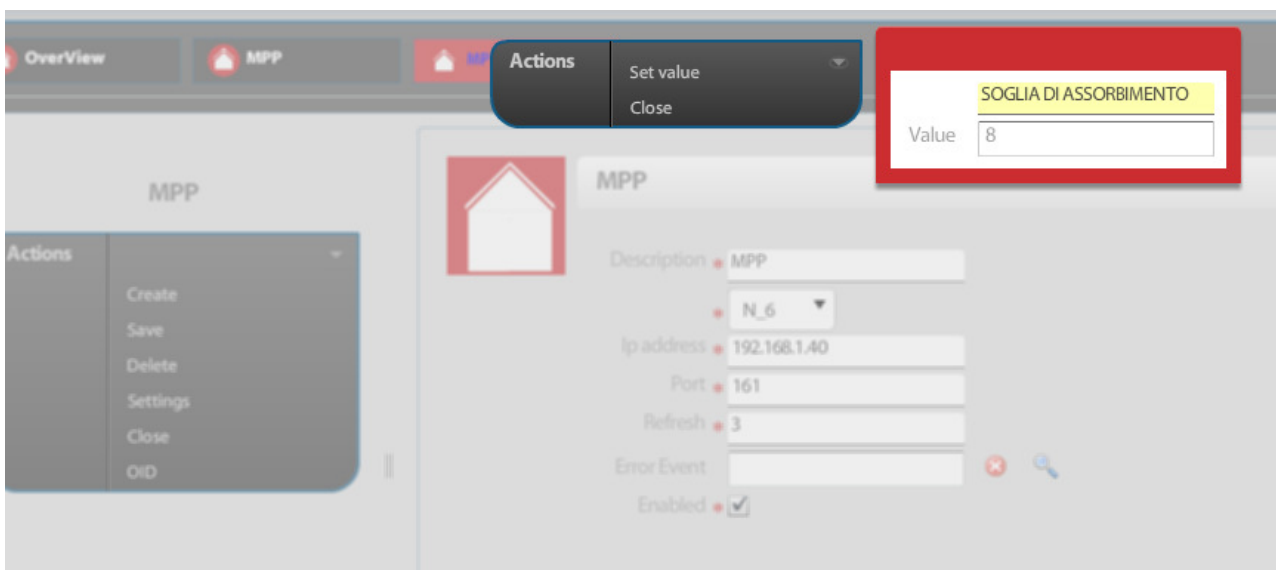 OverView
MPP
Actions
Set value
Close
SOGLIA DI ASSORBIMENTO
Value 8
MPP
MPP
Actions
Create
Save
Delete
Settings
Close
OID
Description * MPP
* N_6
Ip address * 192.168.1.40
Port * 161
Refresh * 3
Error Event
Enabled *